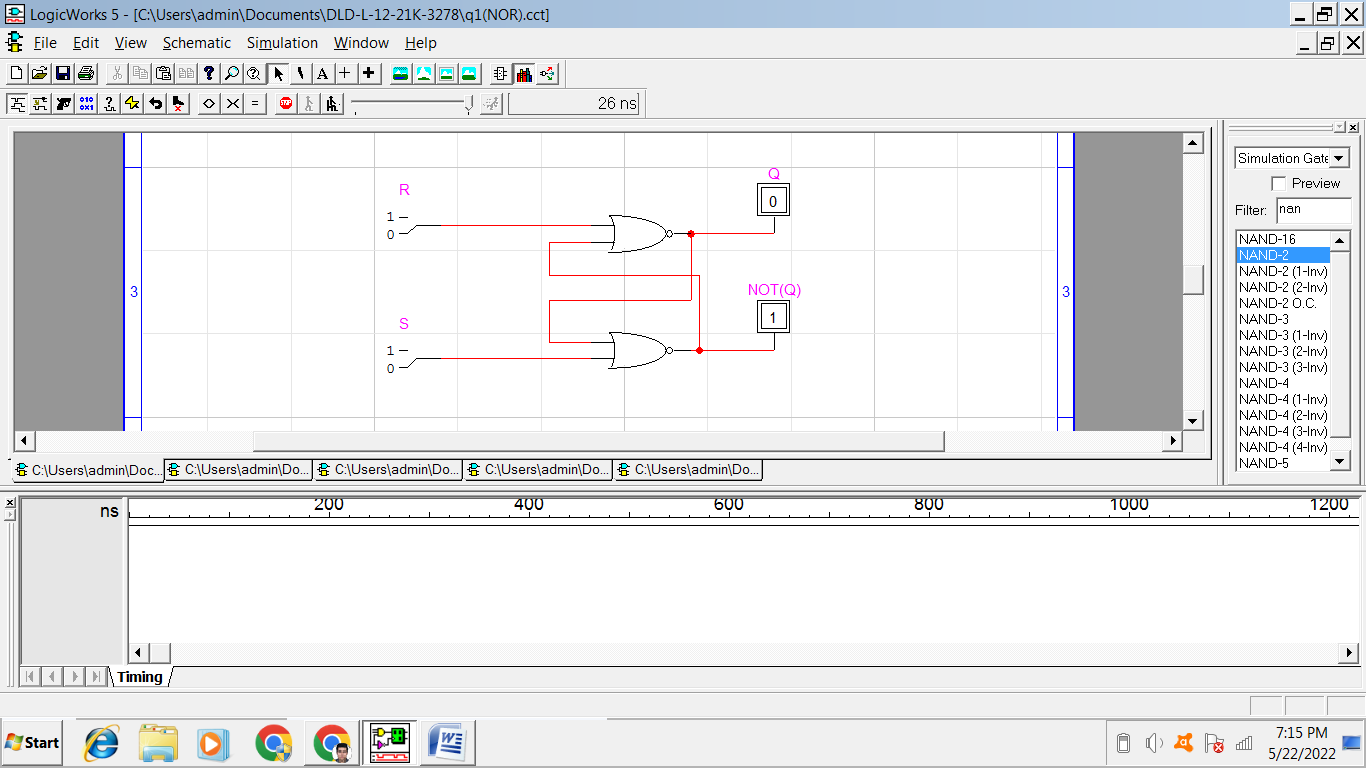 LogicWorks 5 - [C:\Users\admin\Documents\DLD-L-12-21K-3278\q1(NOR).cct]
File Edit View Schematic Simulation Window Help
26 ns
Simulation Gate
Preview
Filter: nan
NAND-16
NAND-2
NAND-2 (1-Inv)
NAND-2 (2-Inv)
NAND-2 O.C.
NAND-3
NAND-3 (1-Inv)
NAND-3 (2-Inv)
NAND-3 (3-Inv)
NAND-4
NAND-4 (1-Inv)
NAND-4 (2-Inv)
NAND-4 (3-Inv)
NAND-4 (4-Inv)
NAND-5
Q
0
R
1
0
3
3
NOT(Q)
1
S
1
0
C:\Users\admin\Doc... C:\Users\admin\Do... C:\Users\admin\Do... C:\Users\admin\Do... C:\Users\admin\Do...
ns 200 400 600 800 1000 1200
Timing
Start
7:15 PM
5/22/2022